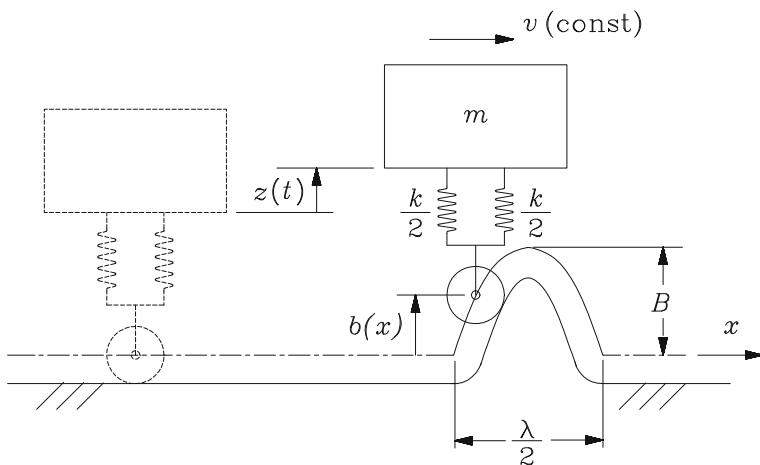 v (const)
m
z(t)
k/2
k/2
b(x)
B
x
λ/2